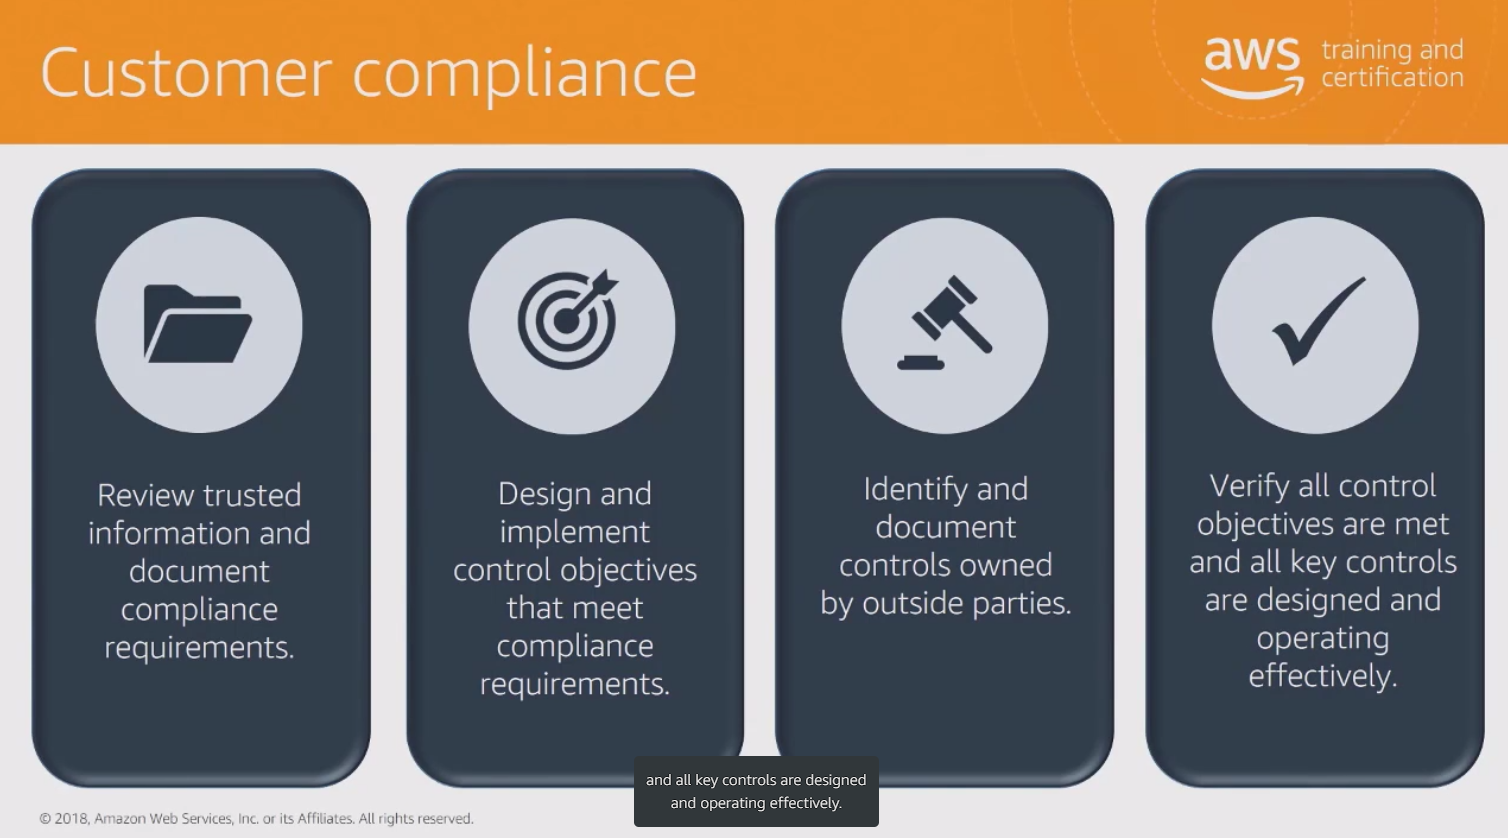 Customer compliance
aws
training and
certification
Review trusted
information and
document
compliance
requirements.
Design and
implement
control objectives
that meet
compliance
requirements.
Identify and
document
controls owned
by outside parties.
Verify all control
objectives are met
and all key controls
are designed and
operating
effectively.
and all key controls are designed
and operating effectively.
© 2018, Amazon Web Services, Inc. or its Affiliates. All rights reserved.